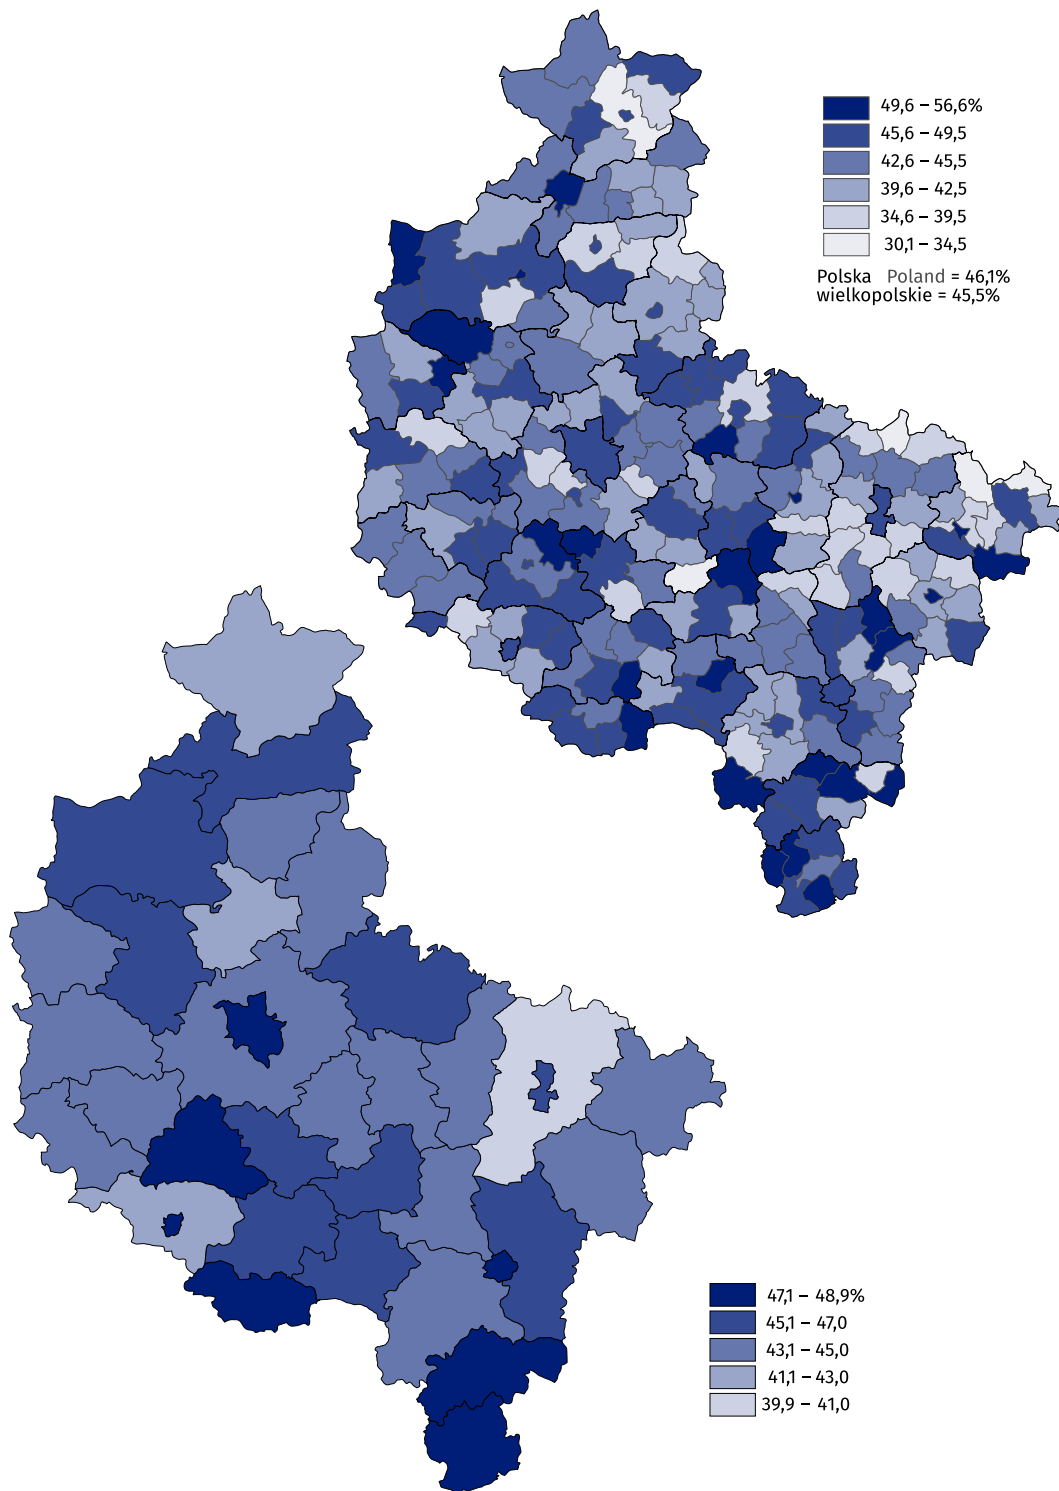 49,6 – 56,6%
45,6 – 49,5
42,6 – 45,5
39,6 – 42,5
34,6 – 39,5
30,1 – 34,5
Polska Poland = 46,1%
wielkopolskie = 45,5%
47,1 – 48,9%
45,1 – 47,0
43,1 – 45,0
41,1 – 43,0
39,9 – 41,0